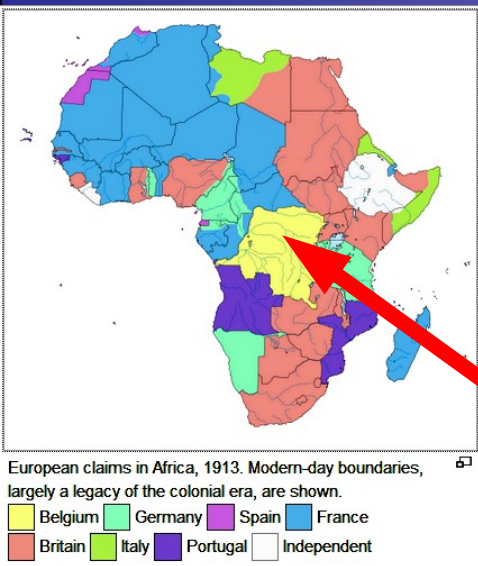 European claims in Africa, 1913. Modern-day boundaries,
largely a legacy of the colonial era, are shown.
Belgium Germany Spain France
Britain Italy Portugal Independent